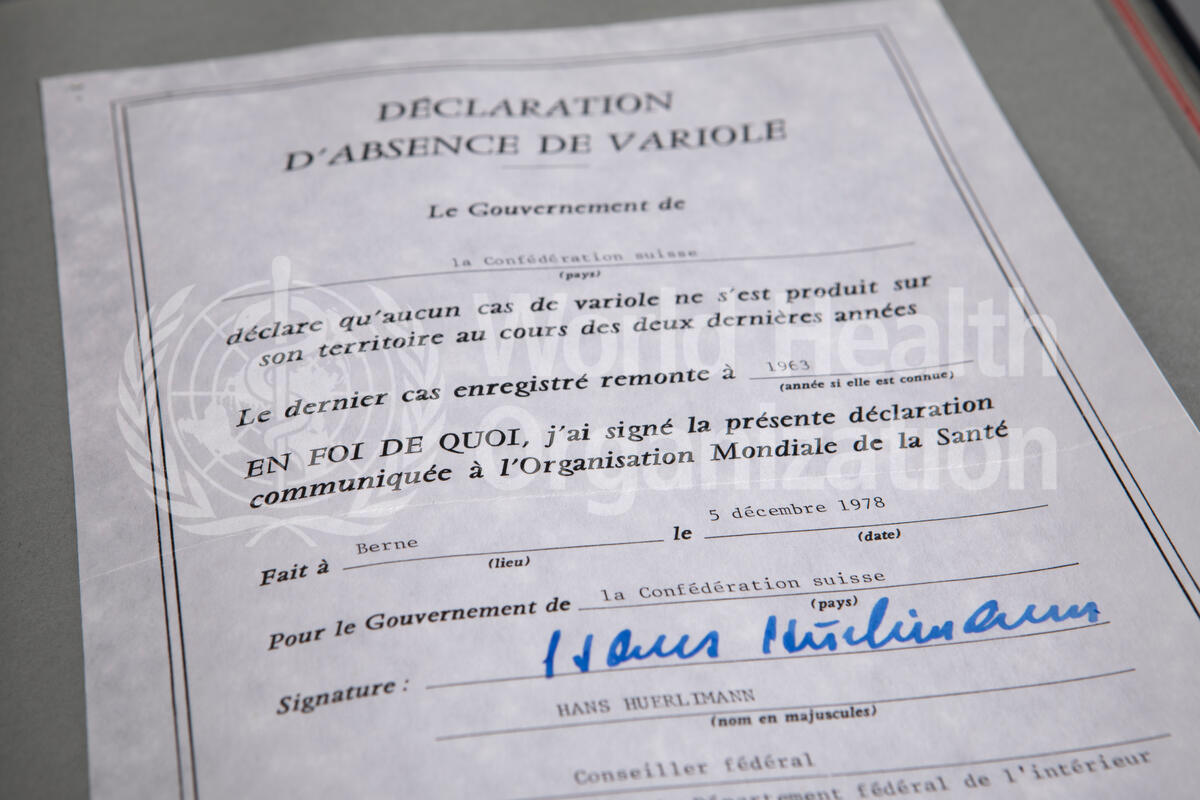 DÉCLARATION
D'ABSENCE DE VARIOLE
Le Gouvernement de
la Confédération suisse
(pays)
déclare qu'aucun cas de variole ne s'est produit sur
son territoire au cours des deux dernières années
Le dernier cas enregistré remonte à 1963
(année si elle est connue)
EN FOI DE QUOI, j'ai signé la présente déclaration
communiquée à l'Organisation Mondiale de la Santé
Fait à Berne le 5 décembre 1978
(lieu) (date)
Pour le Gouvernement de la Confédération suisse
(pays)
Signature : Hans Hürlimann
HANS HUERLIMANN
(nom en majuscules)
Conseiller fédéral
Département fédéral de l'intérieur
World Health
Organization